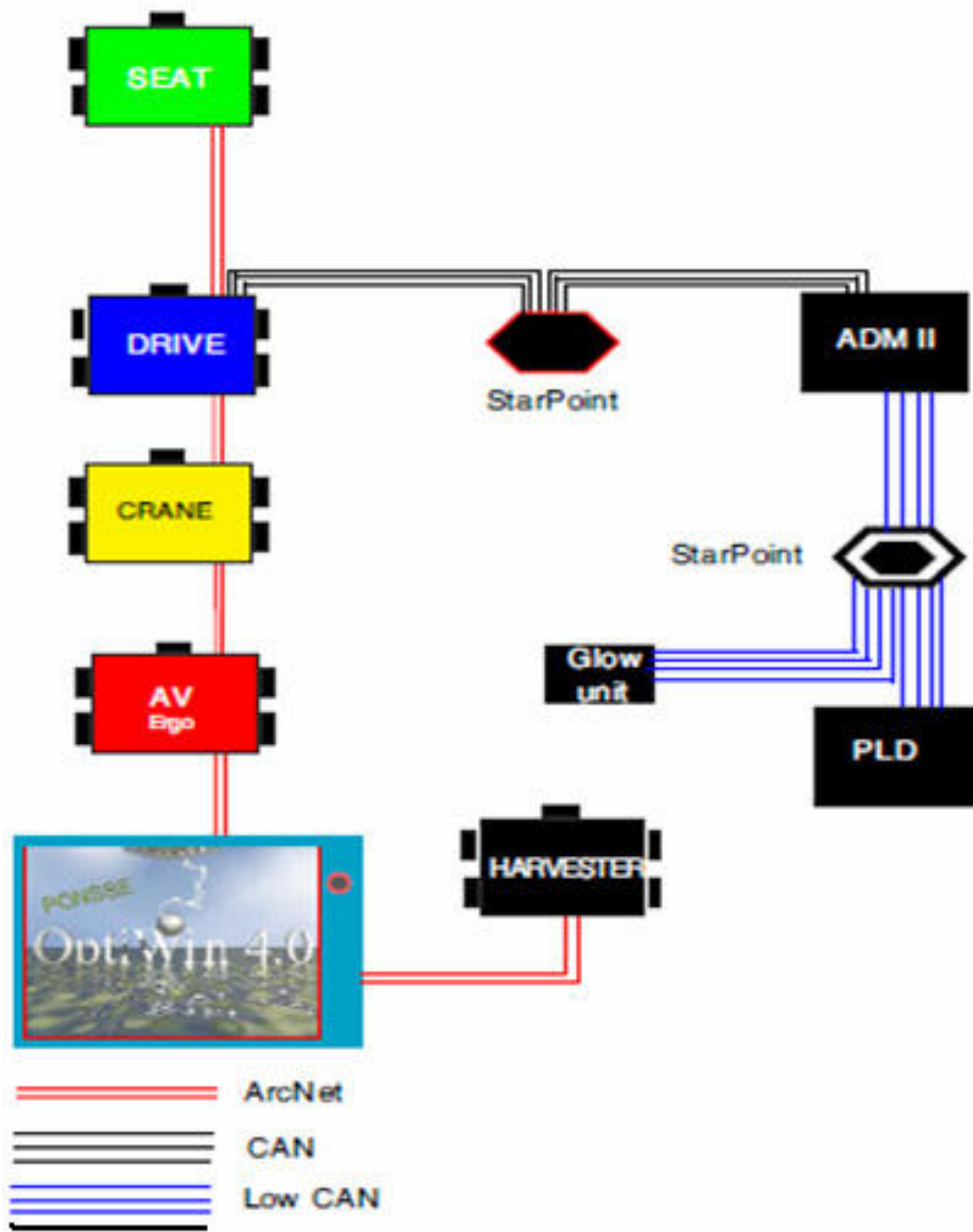 SEAT
DRIVE
ADM II
StarPoint
CRANE
StarPoint
Glow
unit
AV
Ergo
PLD
HARVESTER
PONSSE
Opti:Win 4.0
ArcNet
CAN
Low CAN